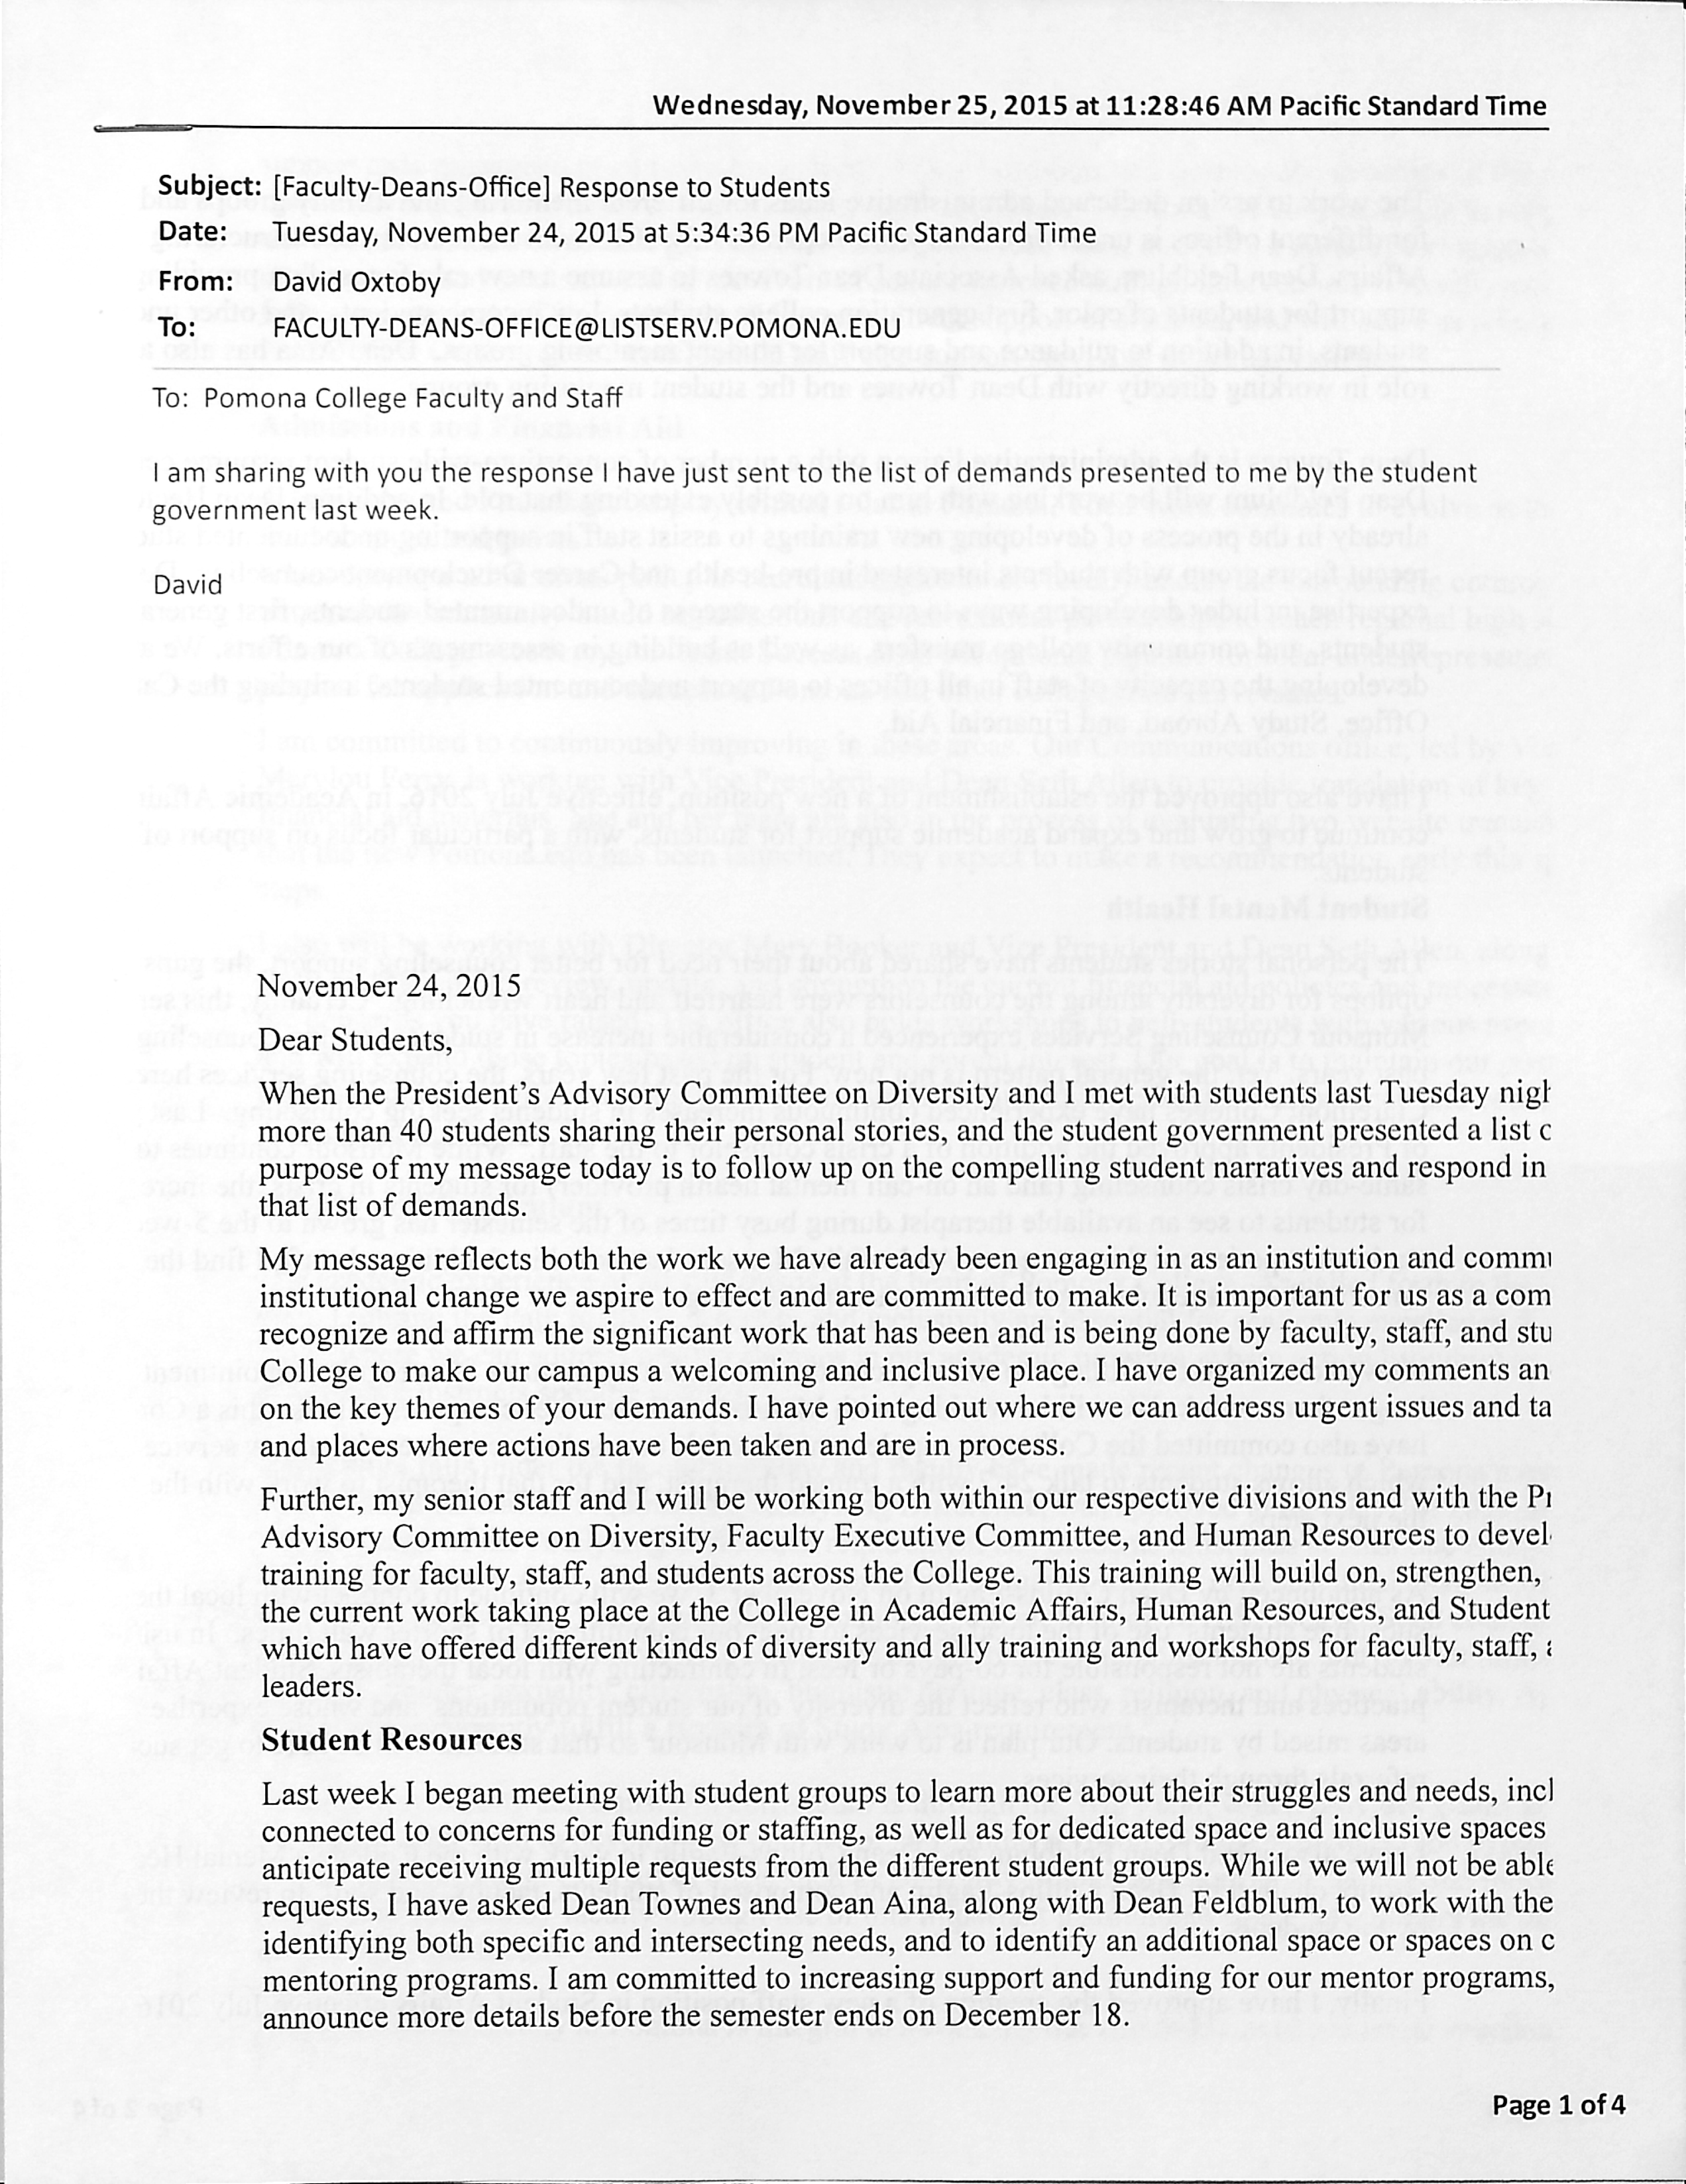 Wednesday, November 25, 2015 at 11:28:46 AM Pacific Standard Time
Subject: [Faculty-Deans-Office] Response to Students
Date: Tuesday, November 24, 2015 at 5:34:36 PM Pacific Standard Time
From: David Oxtoby
To: FACULTY-DEANS-OFFICE@LISTSERV.POMONA.EDU
To: Pomona College Faculty and Staff
I am sharing with you the response I have just sent to the list of demands presented to me by the student
government last week.
David
November 24, 2015
Dear Students,
When the President's Advisory Committee on Diversity and I met with students last Tuesday
more than 40 students sharing their personal stories, and the student government presented a list
purpose of my message today is to follow up on the compelling student narratives and respond in
that list of demands.
My message reflects both the work we have already been engaging in as an institution and
institutional change we aspire to effect and are committed to make. It is important for us as a com
recognize and affirm the significant work that has been and is being done by faculty, staff, and stu
College to make our campus a welcoming and inclusive place. I have organized my comments an
on the key themes of your demands. I have pointed out where we can address urgent issues and ta
and places where actions have been taken and are in process.
Further, my senior staff and I will be working both within our respective divisions and with the
Advisory Committee on Diversity, Faculty Executive Committee, and Human Resources to devel
training for faculty, staff, and students across the College. This training will build on, strengthen,
the current work taking place at the College in Academic Affairs, Human Resources, and Student
which have offered different kinds of diversity and ally training and workshops for faculty, staff,
leaders.
Student Resources
Last week I began meeting with student groups to learn more about their struggles and needs, incl
connected to concerns for funding or staffing, as well as for dedicated space and inclusive spaces
anticipate receiving multiple requests from the different student groups. While we will not be able
requests, I have asked Dean Townes and Dean Aina, along with Dean Feldblum, to work with the
identifying both specific and intersecting needs, and to identify an additional space or spaces on c
mentoring programs. I am committed to increasing support and funding for our mentor programs,
announce more details before the semester ends on December 18.
Page 1 of 4